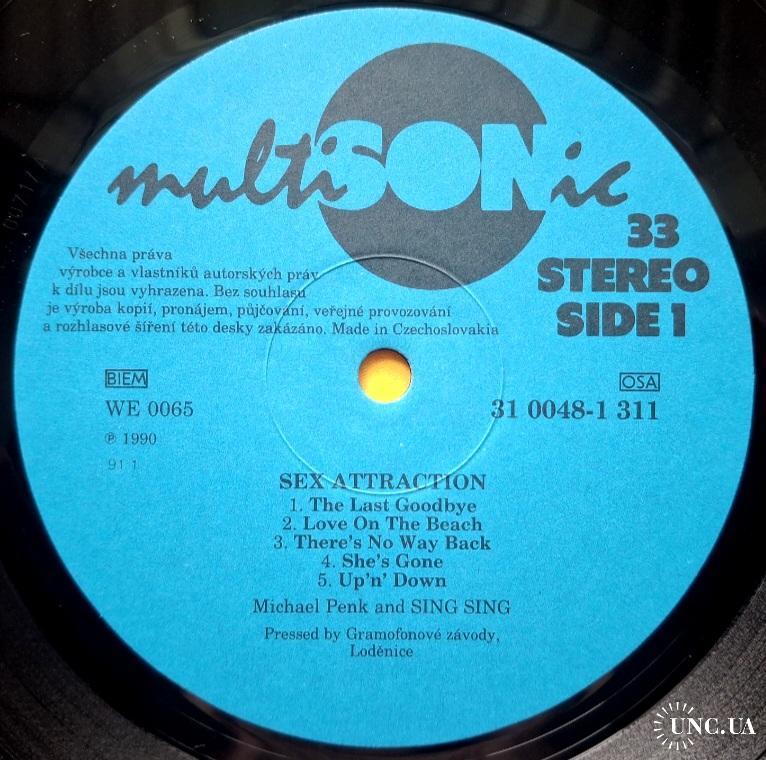 multiSONic
33
STEREO
SIDE 1
Všechna práva
výrobce a vlastníků autorských práv
k dílu jsou vyhrazena. Bez souhlasu
je výroba kopií, pronájem, půjčování, veřejné provozování
a rozhlasové šíření této desky zakázáno. Made in Czechoslovakia
BIEM
OSA
WE 0065
31 0048-1 311
℗ 1990
91 1
SEX ATTRACTION
1. The Last Goodbye
2. Love On The Beach
3. There's No Way Back
4. She's Gone
5. Up'n' Down
Michael Penk and SING SING
Pressed by Gramofonové závody,
Loděnice
UNC.UA